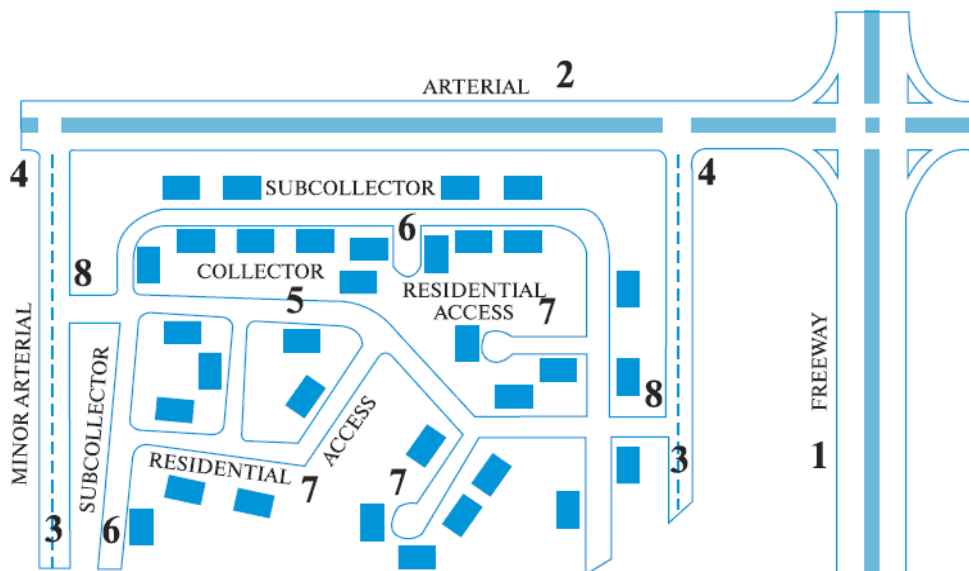 ARTERIAL 2
4
4
SUBCOLLECTOR
6
8
COLLECTOR
5
RESIDENTIAL
ACCESS
7
MINOR ARTERIAL
SUBCOLLECTOR
FREEWAY
8
ACCESS
RESIDENTIAL
7
7
3
1
3
6